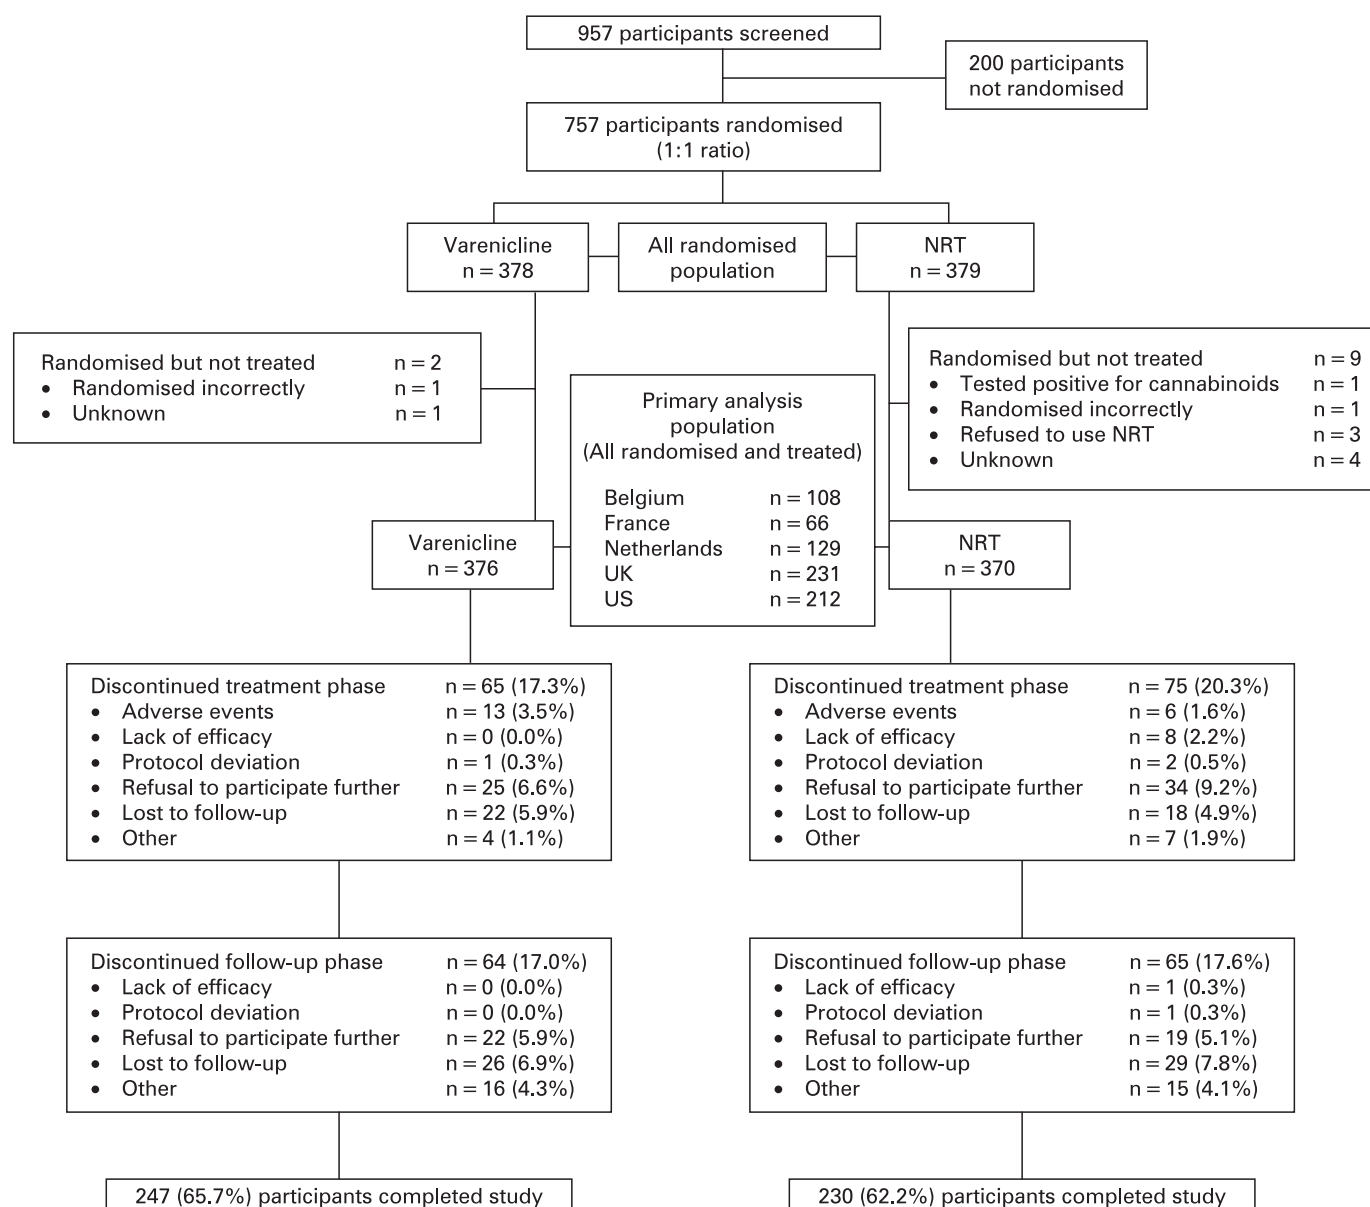 957 participants screened
200 participants
not randomised
757 participants randomised
(1:1 ratio)
Varenicline
n = 378
All randomised
population
NRT
n = 379
Randomised but not treated n = 2
• Randomised incorrectly n = 1
• Unknown n = 1
Randomised but not treated n = 9
• Tested positive for cannabinoids n = 1
• Randomised incorrectly n = 1
• Refused to use NRT n = 3
• Unknown n = 4
Primary analysis
population
(All randomised and treated)
Belgium n = 108
France n = 66
Netherlands n = 129
UK n = 231
US n = 212
Varenicline
n = 376
NRT
n = 370
Discontinued treatment phase n = 65 (17.3%)
• Adverse events n = 13 (3.5%)
• Lack of efficacy n = 0 (0.0%)
• Protocol deviation n = 1 (0.3%)
• Refusal to participate further n = 25 (6.6%)
• Lost to follow-up n = 22 (5.9%)
• Other n = 4 (1.1%)
Discontinued treatment phase n = 75 (20.3%)
• Adverse events n = 6 (1.6%)
• Lack of efficacy n = 8 (2.2%)
• Protocol deviation n = 2 (0.5%)
• Refusal to participate further n = 34 (9.2%)
• Lost to follow-up n = 18 (4.9%)
• Other n = 7 (1.9%)
Discontinued follow-up phase n = 64 (17.0%)
• Lack of efficacy n = 0 (0.0%)
• Protocol deviation n = 0 (0.0%)
• Refusal to participate further n = 22 (5.9%)
• Lost to follow-up n = 26 (6.9%)
• Other n = 16 (4.3%)
Discontinued follow-up phase n = 65 (17.6%)
• Lack of efficacy n = 1 (0.3%)
• Protocol deviation n = 1 (0.3%)
• Refusal to participate further n = 19 (5.1%)
• Lost to follow-up n = 29 (7.8%)
• Other n = 15 (4.1%)
247 (65.7%) participants completed study
230 (62.2%) participants completed study